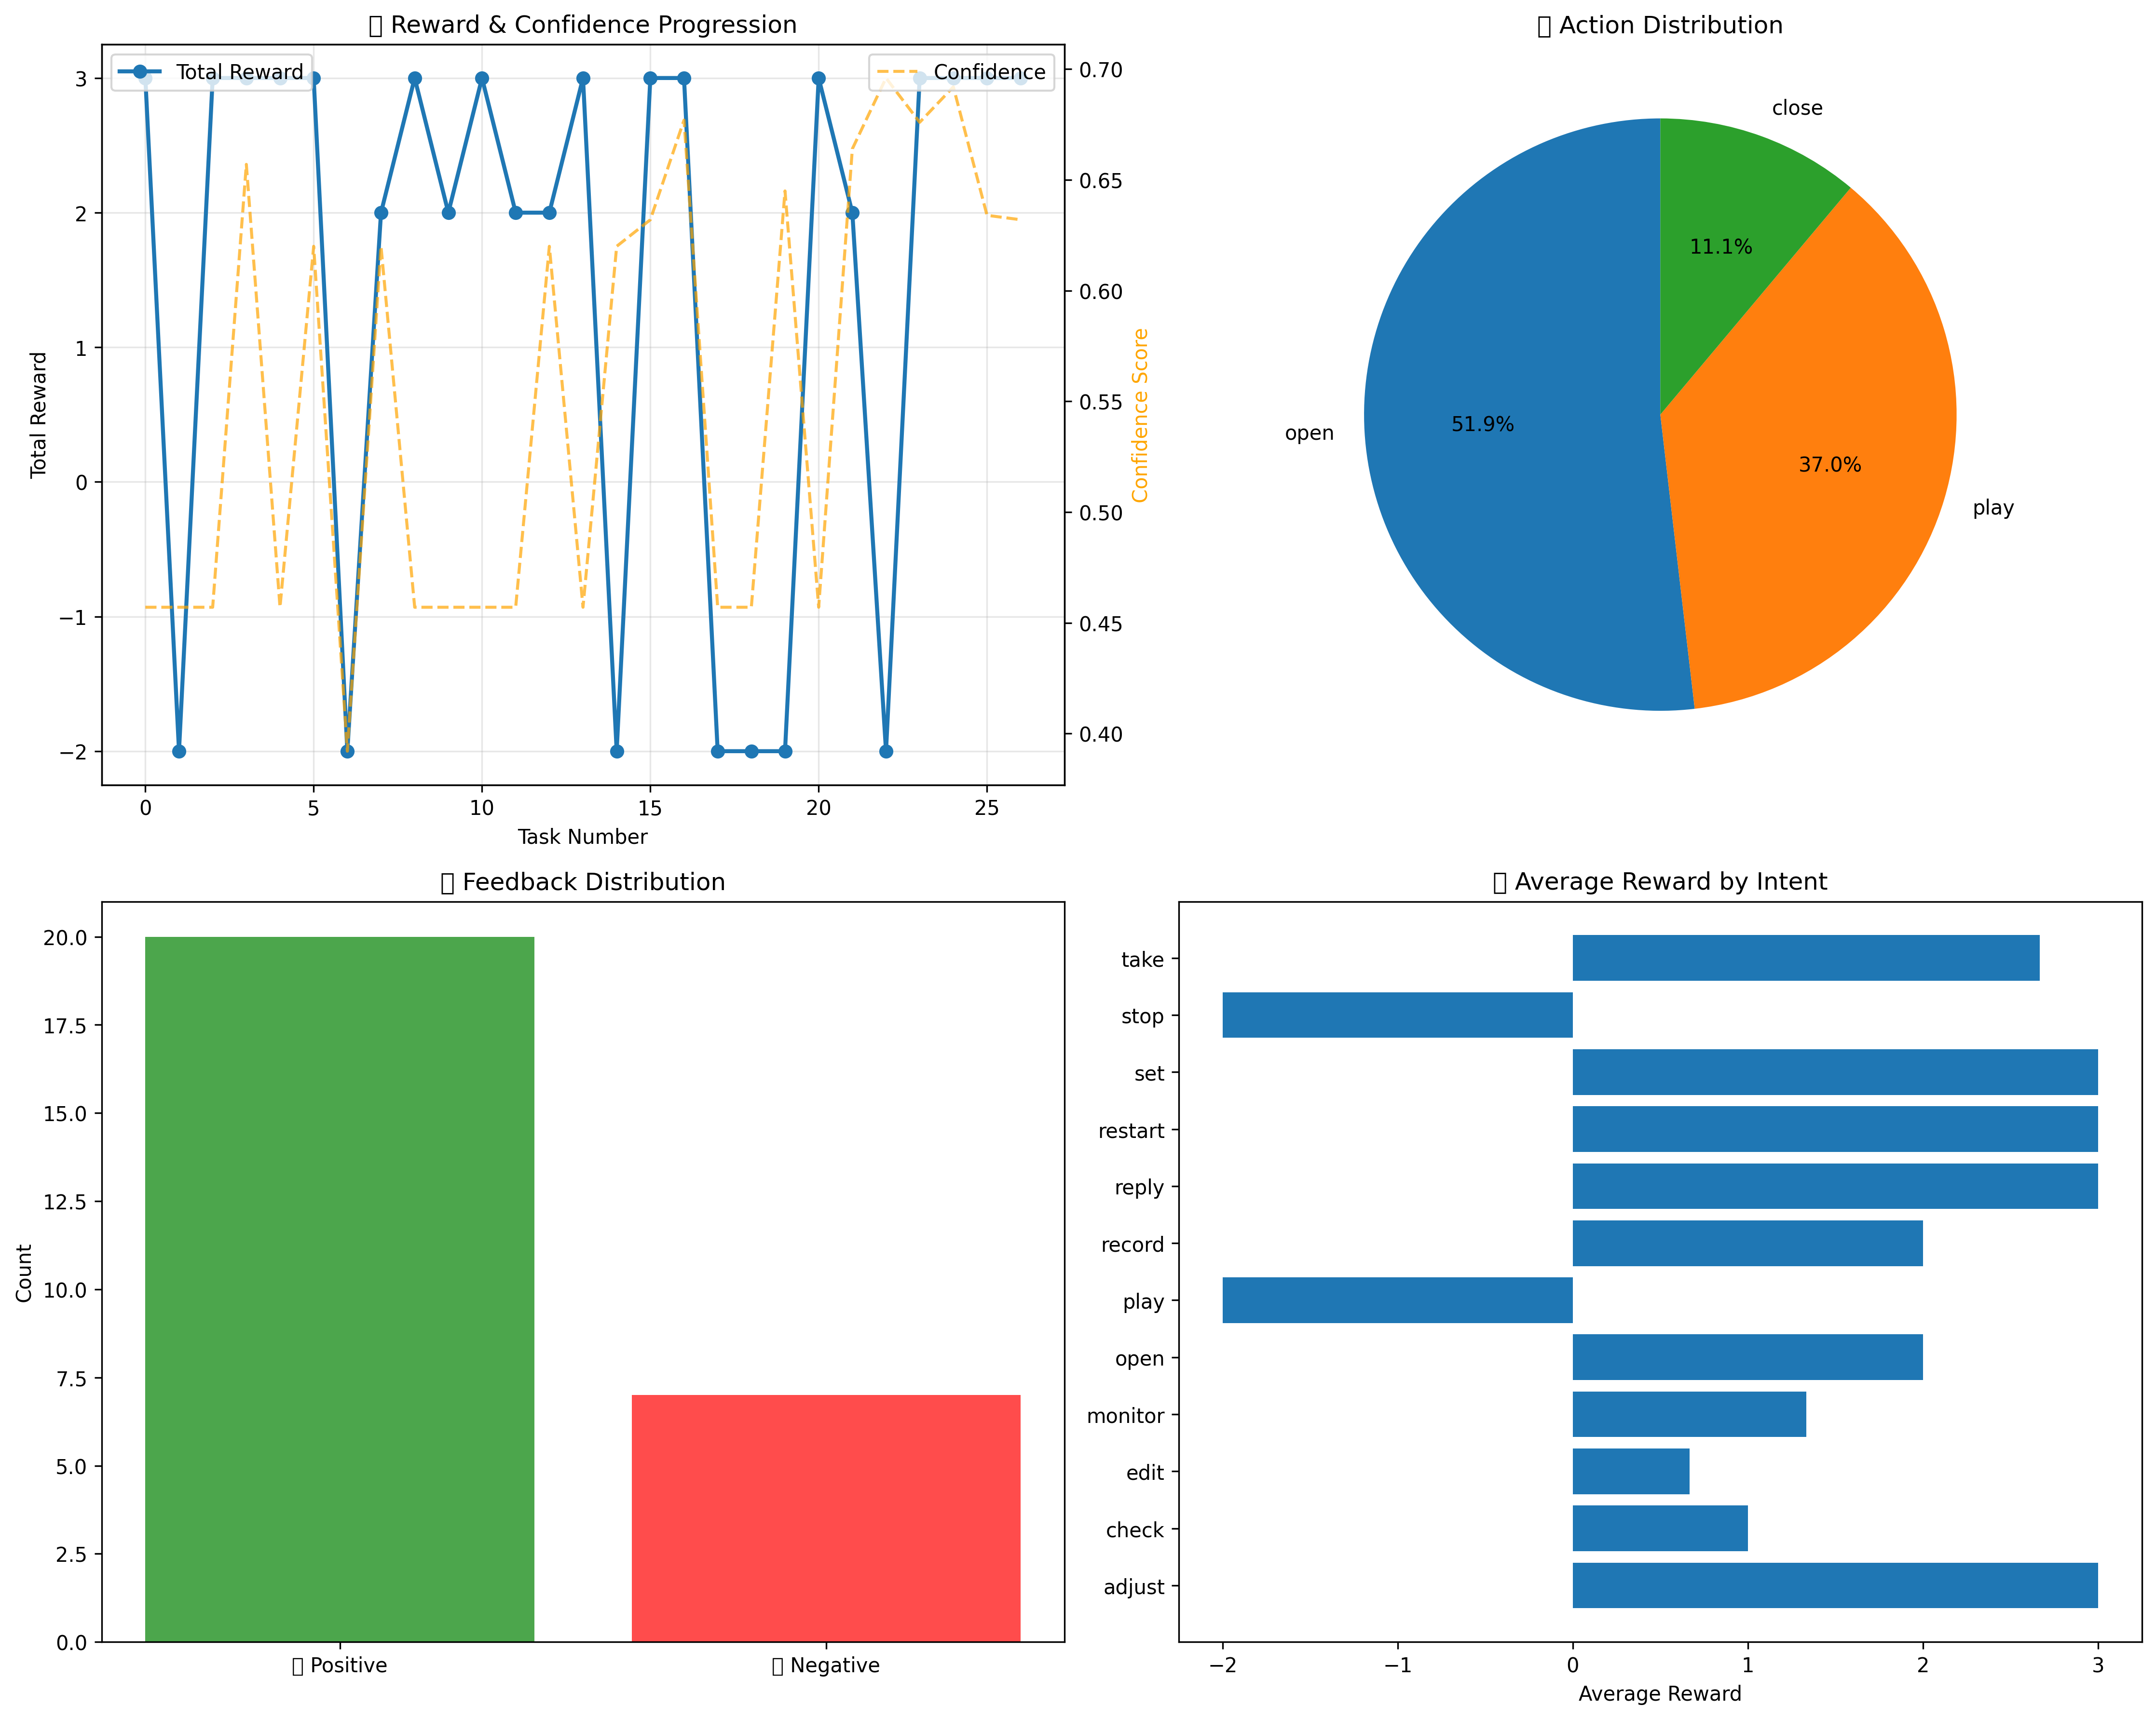 ▯ Reward & Confidence Progression
Total Reward
Confidence
3
2
1
0
−1
−2
Total Reward
0.70
0.65
0.60
0.55
0.50
0.45
0.40
Confidence Score
0 5 10 15 20 25
Task Number
▯ Action Distribution
close
11.1%
open
51.9%
37.0%
play
▯ Feedback Distribution
20.0
17.5
15.0
12.5
10.0
7.5
5.0
2.5
0.0
Count
▯ Positive ▯ Negative
▯ Average Reward by Intent
take
stop
set
restart
reply
record
play
open
monitor
edit
check
adjust
−2 −1 0 1 2 3
Average Reward